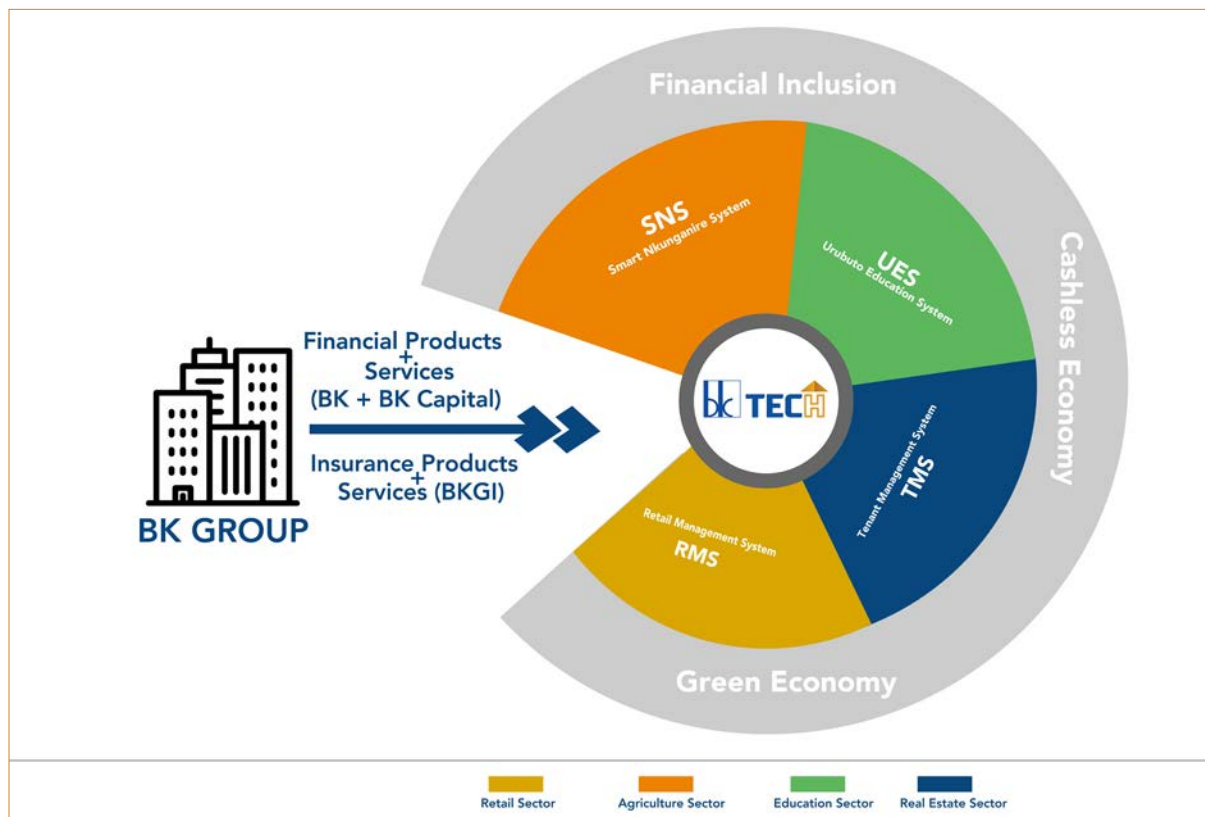 Financial Inclusion
Cashless Economy
Green Economy
SNS
Smart Nkunganire System
UES
Urubuto Education System
Tenant Management System
TMS
Retail Management System
RMS
bk TECH
Financial Products
+
Services
(BK + BK Capital)
Insurance Products
+
Services (BKGI)
BK GROUP
Retail Sector
Agriculture Sector
Education Sector
Real Estate Sector